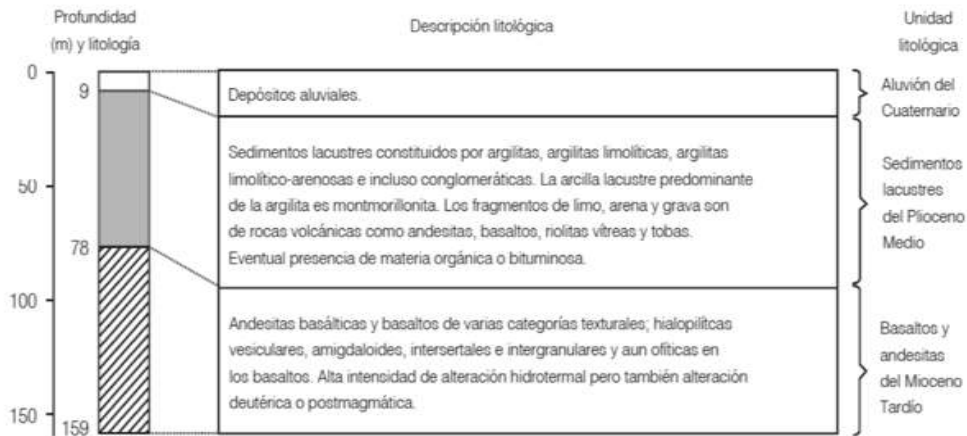 Profundidad
(m) y litología
Descripción litológica
Unidad
litológica
0
9
50
78
100
150
159
Depósitos aluviales.
Aluvión del
Cuaternario
Sedimentos lacustres constituidos por argilitas, argilitas limolíticas, argilitas
limolítico-arenosas e incluso conglomeráticas. La arcilla lacustre predominante
de la argilita es montmorillonita. Los fragmentos de limo, arena y grava son
de rocas volcánicas como andesitas, basaltos, riolitas vítreas y tobas.
Eventual presencia de materia orgánica o bituminosa.
Sedimentos
lacustres
del Plioceno
Medio
Andesitas basálticas y basaltos de varias categorías texturales; hialopilítcas
vesiculares, amigdaloides, intersertales e intergranulares y aun ofíticas en
los basaltos. Alta intensidad de alteración hidrotermal pero también alteración
deutérica o postmagmática.
Basaltos y
andesitas
del Mioceno
Tardío